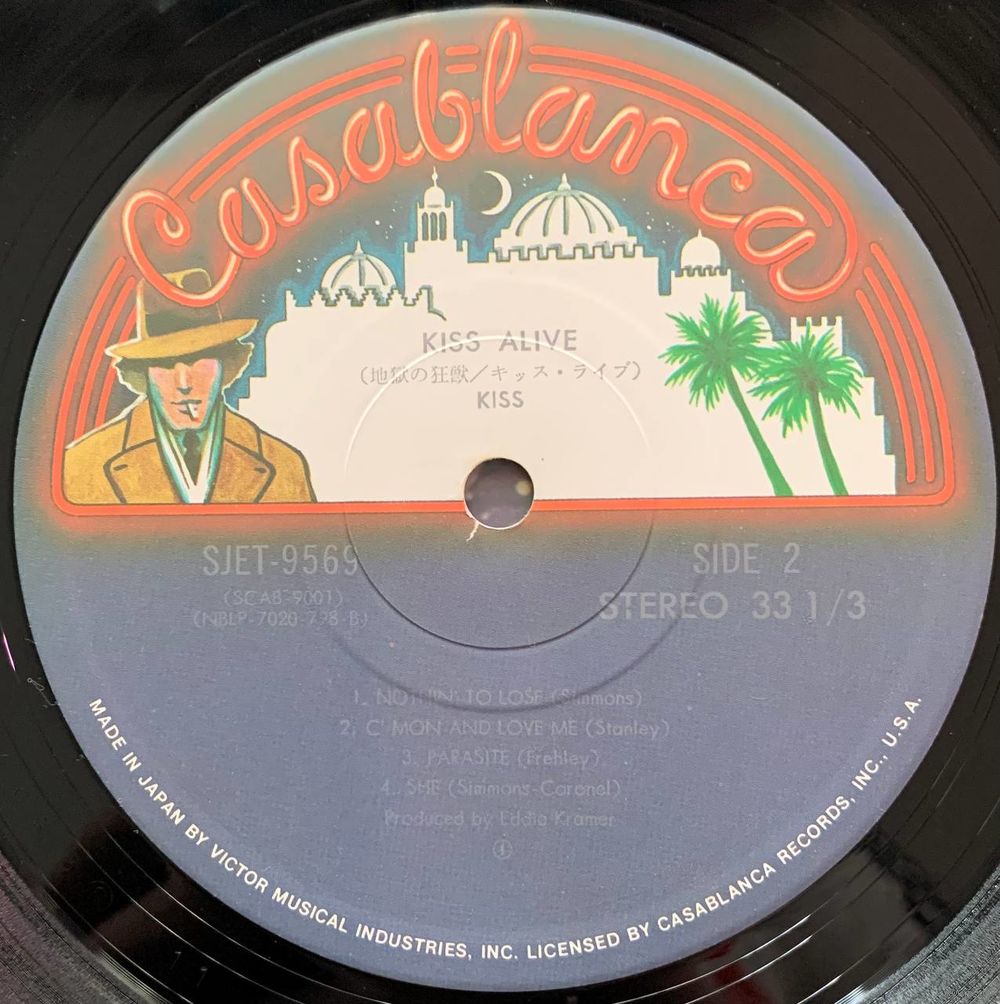 Casablanca
KISS ALIVE
(地獄の狂獣／キッス・ライブ)
KISS
SJET-9569
SIDE 2
(SCAB-9001)
STEREO 33 1/3
(NBLP-7020-798-B)
1. NOTHIN' TO LOSE (Simmons)
2. C' MON AND LOVE ME (Stanley)
3. PARASITE (Frehley)
4. SHE (Simmons-Coronel)
Produced by Eddie Kramer
④
MADE IN JAPAN BY VICTOR MUSICAL INDUSTRIES, INC. LICENSED BY CASABLANCA RECORDS, INC., U.S.A.